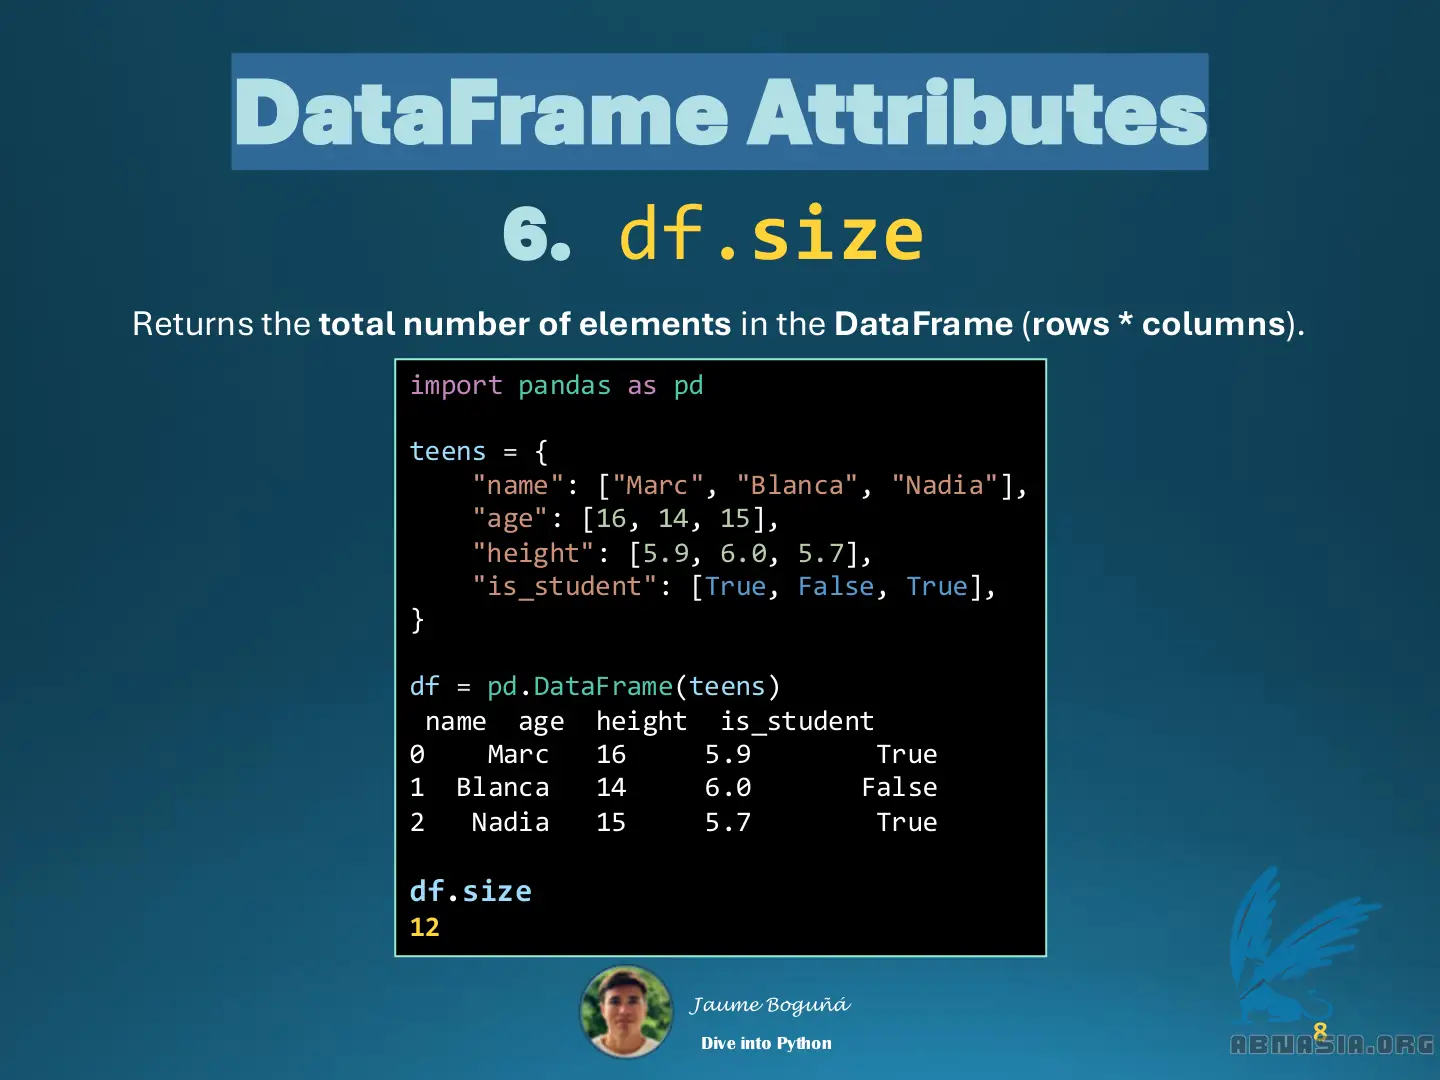 DataFrame Attributes
6. df.size
Returns the total number of elements in the DataFrame (rows * columns).
import pandas as pd
teens = {
    "name": ["Marc", "Blanca", "Nadia"],
    "age": [16, 14, 15],
    "height": [5.9, 6.0, 5.7],
    "is_student": [True, False, True],
}
df = pd.DataFrame(teens)
 name  age  height  is_student
0    Marc   16     5.9        True
1  Blanca   14     6.0       False
2   Nadia   15     5.7        True
df.size
12
Jaume Boguñá
Dive into Python
8
ABNASIA.ORG